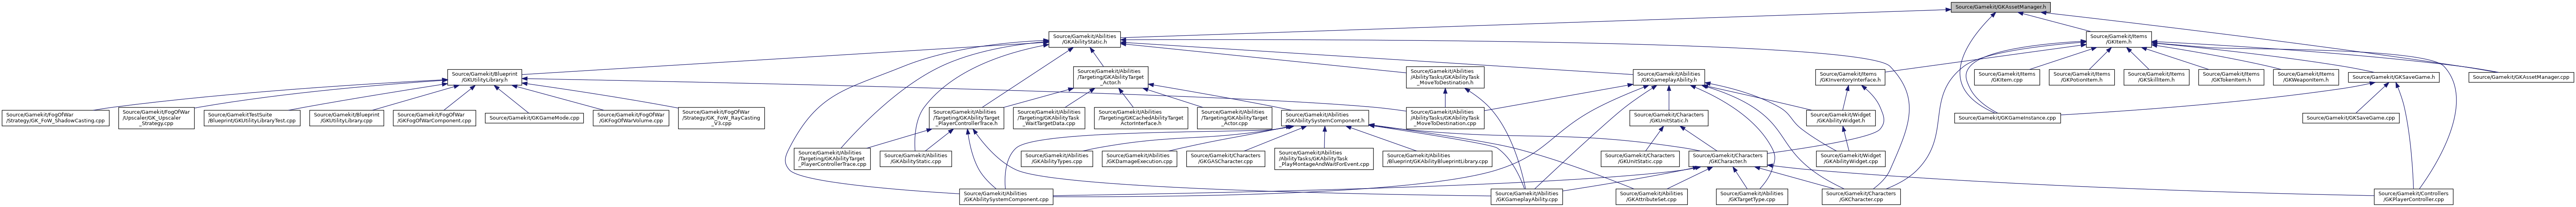 Source/Gamekit/GKAssetManager.h
Source/Gamekit/Abilities
/GKAbilityStatic.h
Source/Gamekit/Items
/GKItem.h
Source/Gamekit/Blueprint
/GKUtilityLibrary.h
Source/Gamekit/Abilities
/Targeting/GKAbilityTarget
_Actor.h
Source/Gamekit/Abilities
/AbilityTasks/GKAbilityTask
_MoveToDestination.h
Source/Gamekit/Abilities
/GKGameplayAbility.h
Source/Gamekit/Items
/GKInventoryInterface.h
Source/Gamekit/Items
/GKItem.cpp
Source/Gamekit/Items
/GKPotionItem.h
Source/Gamekit/Items
/GKSkillItem.h
Source/Gamekit/Items
/GKTokenItem.h
Source/Gamekit/Items
/GKWeaponItem.h
Source/Gamekit/GKSaveGame.h
Source/Gamekit/GKAssetManager.cpp
Source/Gamekit/FogOfWar
/Strategy/GK_FoW_ShadowCasting.cpp
Source/Gamekit/FogOfWar
/Upscaler/GK_Upscaler
_Strategy.cpp
Source/GamekitTestSuite
/Blueprint/GKUtilityLibraryTest.cpp
Source/Gamekit/Blueprint
/GKUtilityLibrary.cpp
Source/Gamekit/FogOfWar
/GKFogOfWarComponent.cpp
Source/Gamekit/GKGameMode.cpp
Source/Gamekit/FogOfWar
/GKFogOfWarVolume.cpp
Source/Gamekit/FogOfWar
/Strategy/GK_FoW_RayCasting
_V3.cpp
Source/Gamekit/Abilities
/Targeting/GKAbilityTarget
_PlayerControllerTrace.h
Source/Gamekit/Abilities
/Targeting/GKAbilityTask
_WaitTargetData.cpp
Source/Gamekit/Abilities
/Targeting/GKCachedAbilityTarget
ActorInterface.h
Source/Gamekit/Abilities
/Targeting/GKAbilityTarget
_Actor.cpp
Source/Gamekit/Abilities
/GKAbilitySystemComponent.h
Source/Gamekit/Abilities
/AbilityTasks/GKAbilityTask
_MoveToDestination.cpp
Source/Gamekit/Characters
/GKUnitStatic.h
Source/Gamekit/Widget
/GKAbilityWidget.h
Source/Gamekit/GKGameInstance.cpp
Source/Gamekit/GKSaveGame.cpp
Source/Gamekit/Abilities
/Targeting/GKAbilityTarget
_PlayerControllerTrace.cpp
Source/Gamekit/Abilities
/GKAbilityStatic.cpp
Source/Gamekit/Abilities
/GKAbilityTypes.cpp
Source/Gamekit/Abilities
/GKDamageExecution.cpp
Source/Gamekit/Characters
/GKGASCharacter.cpp
Source/Gamekit/Abilities
/AbilityTasks/GKAbilityTask
_PlayMontageAndWaitForEvent.cpp
Source/Gamekit/Abilities
/Blueprint/GKAbilityBlueprintLibrary.cpp
Source/Gamekit/Characters
/GKUnitStatic.cpp
Source/Gamekit/Characters
/GKCharacter.h
Source/Gamekit/Widget
/GKAbilityWidget.cpp
Source/Gamekit/Abilities
/GKAbilitySystemComponent.cpp
Source/Gamekit/Abilities
/GKGameplayAbility.cpp
Source/Gamekit/Abilities
/GKAttributeSet.cpp
Source/Gamekit/Abilities
/GKTargetType.cpp
Source/Gamekit/Characters
/GKCharacter.cpp
Source/Gamekit/Controllers
/GKPlayerController.cpp